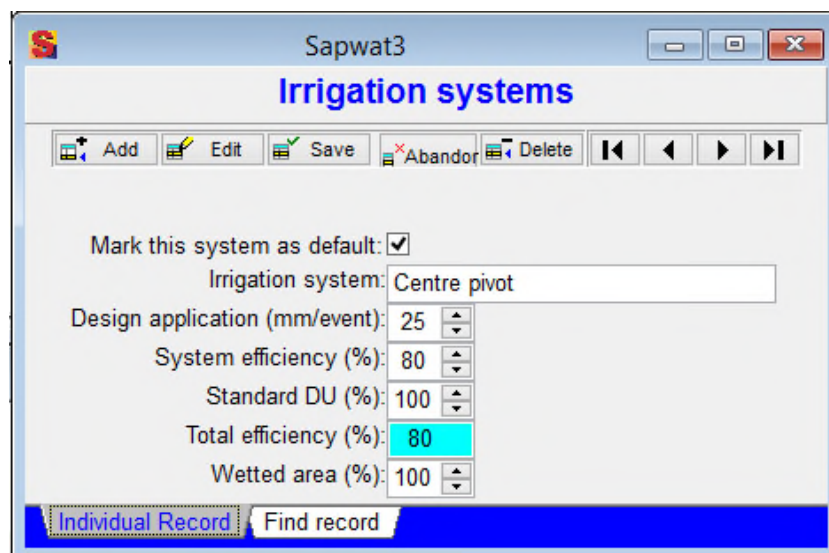 Sapwat3
Irrigation systems
Add Edit Save Abandor Delete
Mark this system as default:
Irrigation system: Centre pivot
Design application (mm/event): 25
System efficiency (%): 80
Standard DU (%): 100
Total efficiency (%): 80
Wetted area (%): 100
Individual Record Find record